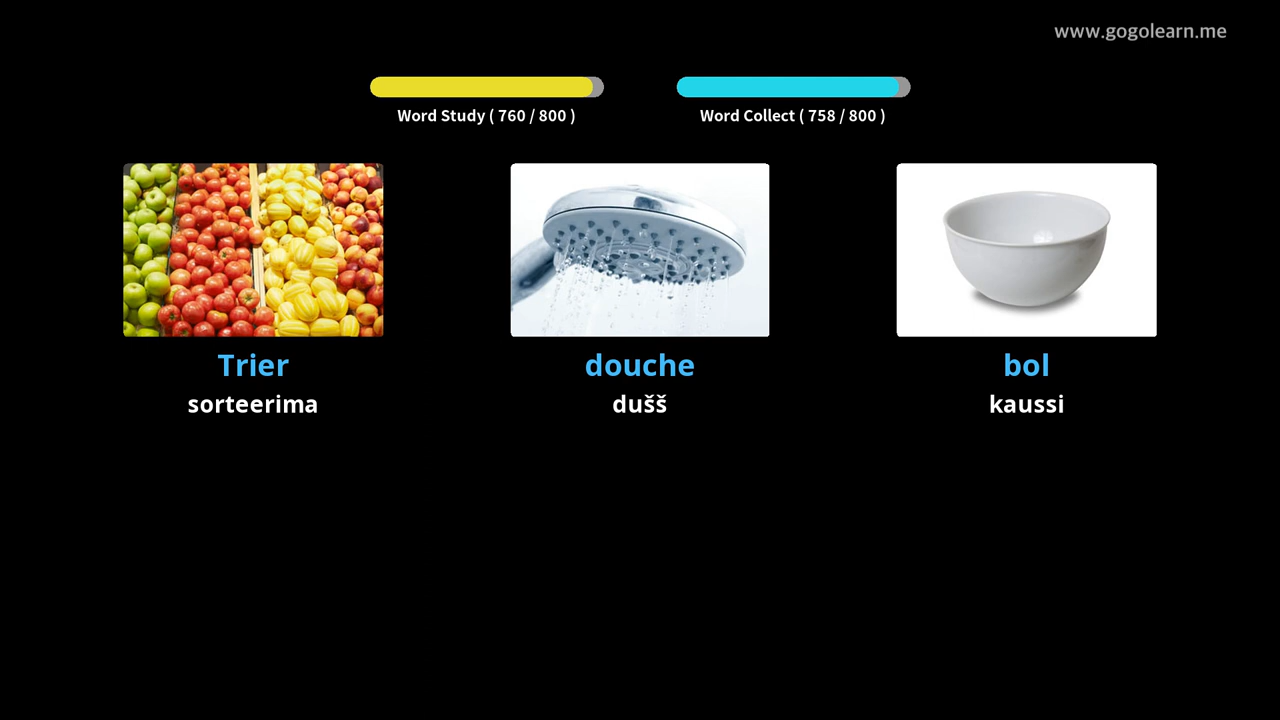 www.gogolearn.me
Word Study ( 760 / 800 )
Word Collect ( 758 / 800 )
Trier
douche
bol
sorteerima
dušš
kaussi